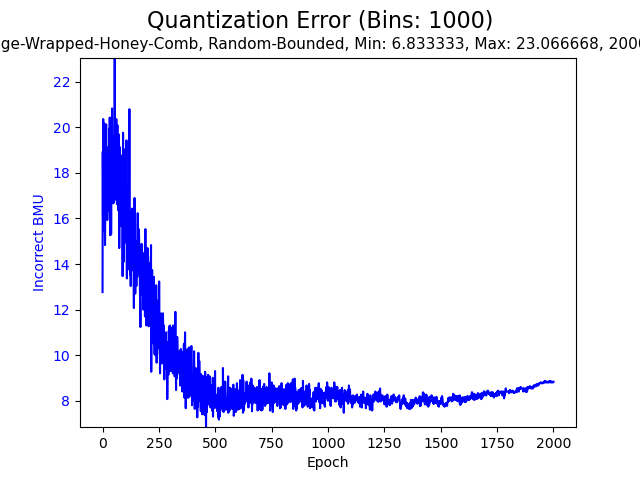 Quantization Error (Bins: 1000)
ge-Wrapped-Honey-Comb, Random-Bounded, Min: 6.833333, Max: 23.066668, 200
22
20
18
16
14
12
10
8
Incorrect BMU
0 250 500 750 1000 1250 1500 1750 2000
Epoch